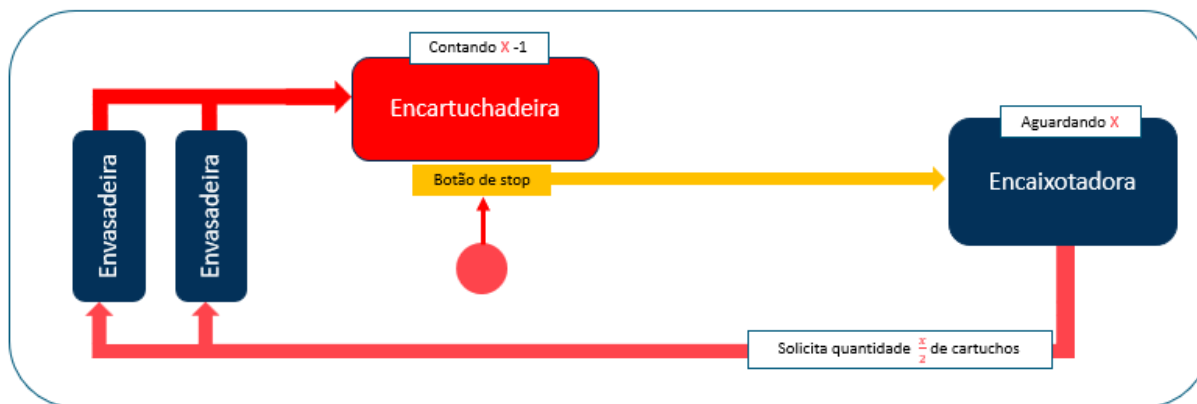 Contando X -1
Encartuchadeira
Aguardando X
Envasadeira
Envasadeira
Botão de stop
Encaixotadora
Solicita quantidade x/2 de cartuchos